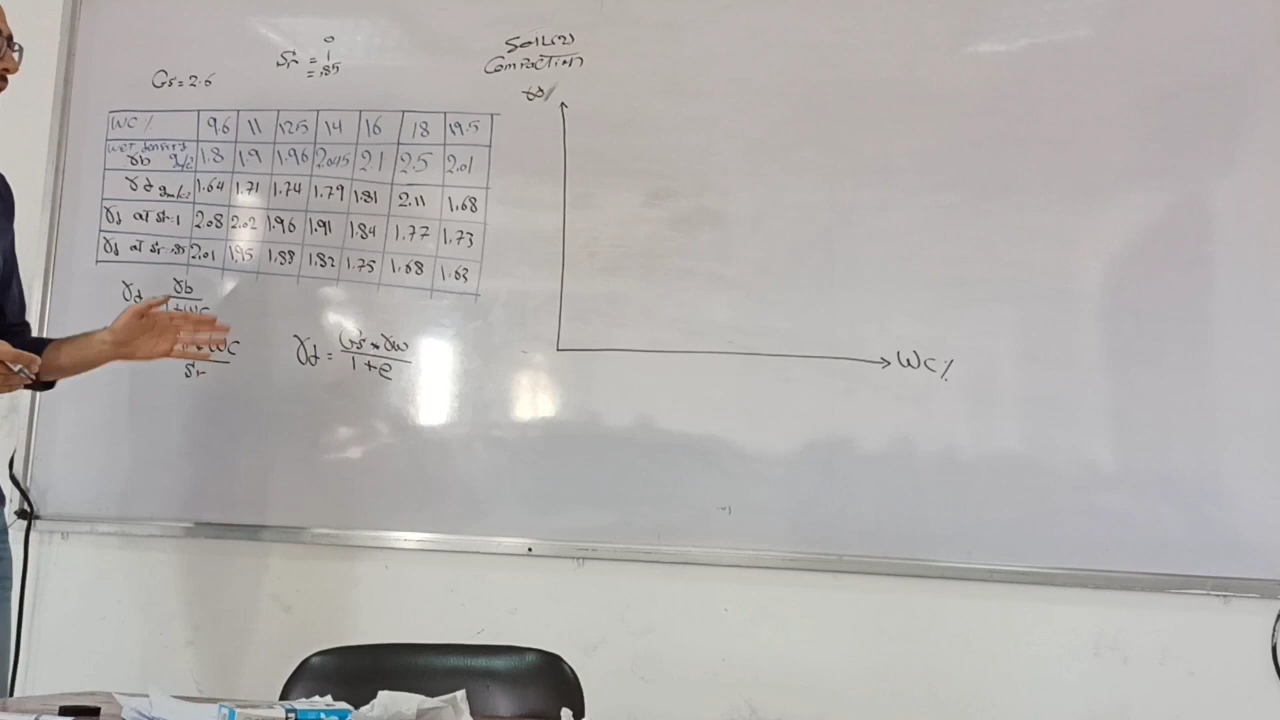 Soil(2)
Compaction
Gs = 2.6
Sr = 1
0
= .85
WC % 9.6 11 12.5 14 16 18 19.5
wet density
γb 1.8 1.9 1.96 2.045 2.1 2.5 2.01
γd 1.64 1.71 1.74 1.79 1.81 2.11 1.68
γd at Sr=1 2.08 2.02 1.96 1.91 1.84 1.77 1.73
γd at Sr=.85 2.01 1.95 1.88 1.82 1.75 1.68 1.63
γd
γb
1+WC
WC
Sr
γd = Gs * γw
1+e
γd
WC %